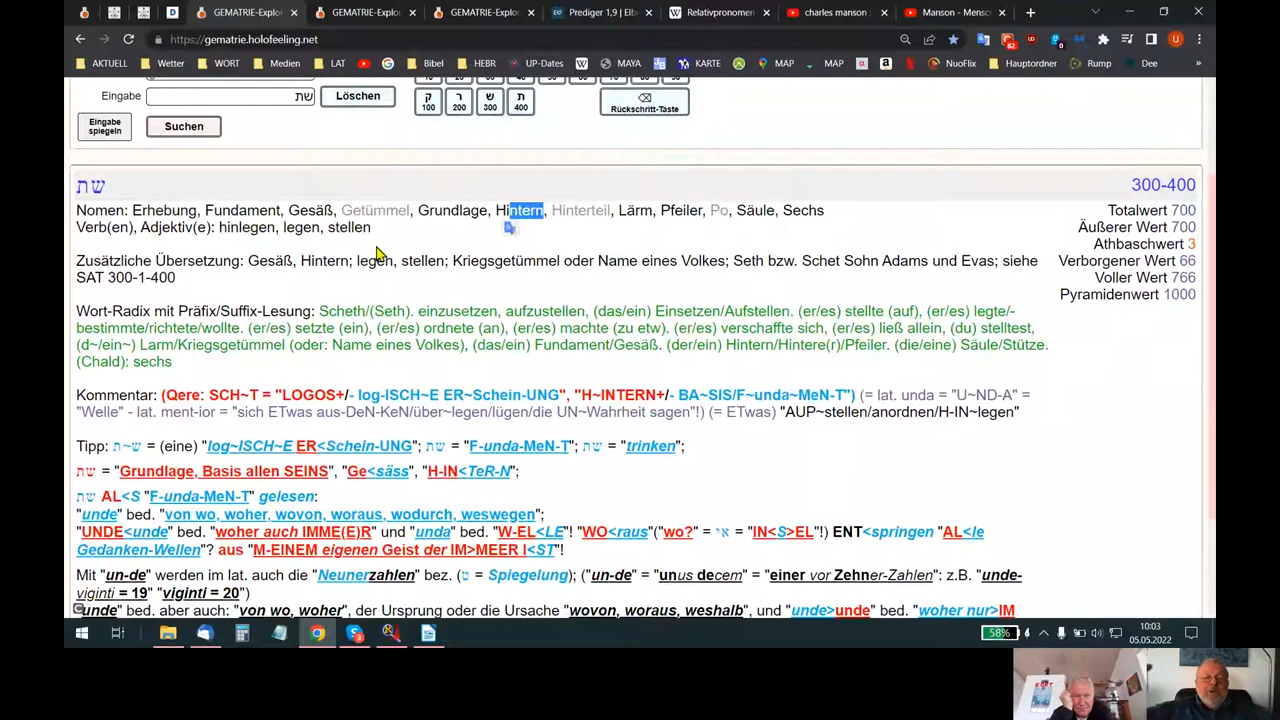 GEMATRIE-Explor
GEMATRIE-Explor
GEMATRIE-Explor
Prediger 1,9 | Elb
Relativpronomen
charles manson
Manson - Mensc
https://gematrie.holofeeling.net
AKTUELL
Wetter
WORT
Medien
LAT
UP-Dates
MAYA
Bibel
HEBR
KARTE
MAP
MAP
NuoFlix
Hauptordner
Rump
Dee
Eingabe
שת
Löschen
ק
100
ר
200
ש
300
ת
400
Rückschritt-Taste
Eingabe
spiegeln
Suchen
שת
300-400
Nomen: Erhebung, Fundament, Gesäß, Getümmel, Grundlage, Hintern, Hinterteil, Lärm, Pfeiler, Po, Säule, Sechs
Totalwert 700
Verb(en), Adjektiv(e): hinlegen, legen, stellen
Äußerer Wert 700
Athbaschwert 3
Zusätzliche Übersetzung: Gesäß, Hintern; legen, stellen; Kriegsgetümmel oder Name eines Volkes; Seth bzw. Schet Sohn Adams und Evas; siehe
Verborgener Wert 66
SAT 300-1-400
Voller Wert 766
Pyramidenwert 1000
Wort-Radix mit Präfix/Suffix-Lesung: Scheth/(Seth). einzusetzen, aufzustellen, (das/ein) Einsetzen/Aufstellen. (er/es) stellte (auf), (er/es) legte/-
bestimmte/richtete/wollte. (er/es) setzte (ein), (er/es) ordnete (an), (er/es) machte (zu etw). (er/es) verschaffte sich, (er/es) ließ allein, (du) stelltest,
(d~/ein~) Larm/Kriegsgetümmel (oder: Name eines Volkes), (das/ein) Fundament/Gesäß. (der/ein) Hintern/Hintere(r)/Pfeiler. (die/eine) Säule/Stütze.
(Chald): sechs
Kommentar: (Qere: SCH~T = "LOGOS+/- log-ISCH~E ER~Schein-UNG", "H~INTERN+/- BA~SIS/F~unda~MeN-T") (= lat. unda = "U~ND-A" =
"Welle" - lat. ment-ior = "sich ETwas aus-DeN-KeN/über~legen/lügen/die UN~Wahrheit sagen"!) (= ETwas) "AUP~stellen/anordnen/H-IN~legen"
Tipp: ש~ת = (eine) "log~ISCH~E ER<Schein-UNG"; שת = "F-unda-MeN-T"; שת = "trinken";
שת = "Grundlage, Basis allen SEINS", "Ge<säss", "H-IN<TeR-N";
שת AL<S "F-unda-MeN-T" gelesen:
"unde" bed. "von wo, woher, wovon, woraus, wodurch, weswegen";
"UNDE<unde" bed. "woher auch IMME(E)R" und "unda" bed. "W-EL<LE"! "WO<raus"("wo?" = אי = "IN<S>EL"!) ENT<springen "AL<le
Gedanken-Wellen"? aus "M-EINEM eigenen Geist der IM>MEER I<ST"!
Mit "un-de" werden im lat. auch die "Neunerzahlen" bez. (ט = Spiegelung); ("un-de" = "unus decem" = "einer vor Zehner-Zahlen": z.B. "unde-
viginti = 19" "viginti = 20")
"unde" bed. aber auch: "von wo, woher", der Ursprung oder die Ursache "wovon, woraus, weshalb", und "unde>unde" bed. "woher nur>IM
58%
10:03
05.05.2022